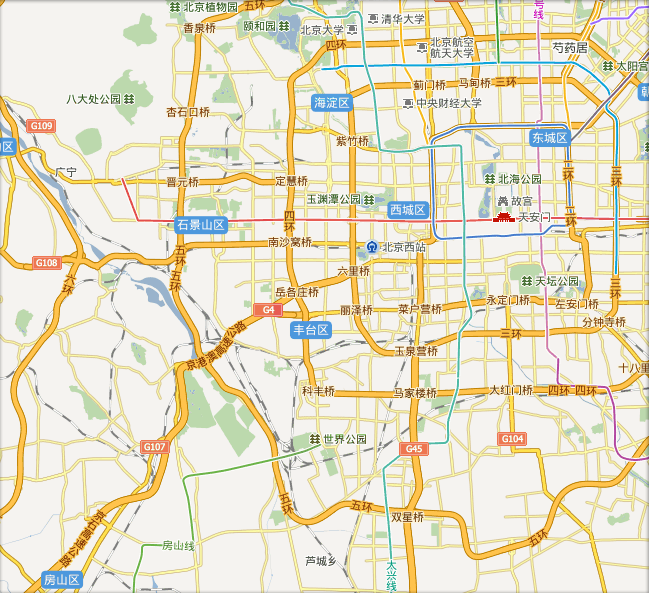 北京植物园
五环
号线
香泉桥
颐和园
清华大学
北京大学
四环
北京航空
航天大学
芍药居
太阳宫
蓟门桥
马甸桥
三环
朝
八大处公园
海淀区
中央财经大学
杏石口桥
G109
紫竹桥
东城区
广宁
晋元桥
定慧桥
北海公园
二环
三环
玉渊潭公园
西城区
故宫
天安门
石景山区
四环
一环
南沙窝桥
北京西站
五环
G108
六里桥
五环
六环
天坛公园
三环
岳各庄桥
永定门桥
左安门桥
G4
丽泽桥
菜户营桥
丰台区
分钟寺桥
三环
京港澳高速公路
玉泉营桥
十八里
科丰桥
马家楼桥
大红门桥
四环
四环
世界公园
G104
G107
G45
五环
五环
双星桥
京石高速公路
五环
房山线
芦城乡
大兴线
房山区